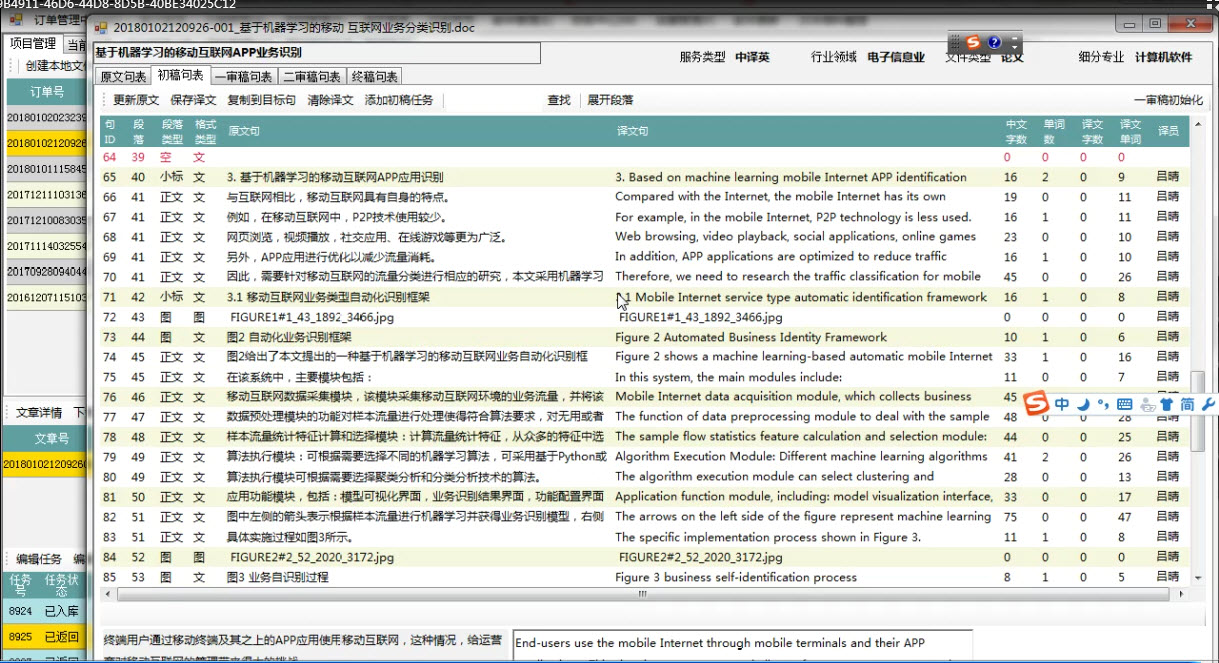 9B4911-46D6-44D8-8D5B-40BE34025C12
订单管理中
项目管理 当前
创建本地文件
订单号
20180102023239
20180102120926
20180101115845
20171211103136
20171210083035
20171114032554
20170928094044
20161207115103
文章详情 下
文章号
201801021209260
编辑任务 编
任务号 任务状态
8924 已入库
8925 已返回
20180102120926-001_基于机器学习的移动 互联网业务分类识别.doc
基于机器学习的移动互联网APP业务识别
服务类型 中译英 行业领域 电子信息业 文件类型 论文 细分专业 计算机软件
原文句表 初稿句表 一审稿句表 二审稿句表 终稿句表
更新原文 保存译文 复制到目标句 清除译文 添加初稿任务 查找 展开段落 一审稿初始化
句ID 段落 段落类型 格式类型 原文句 译文句 中文字数 单词数 译文字数 译文单词 译员
64 39 空 文 0 0 0 0
65 40 小标 文 3. 基于机器学习的移动互联网APP应用识别 3. Based on machine learning mobile Internet APP identification 16 2 0 9 吕晴
66 41 正文 文 与互联网相比，移动互联网具有自身的特点。 Compared with the Internet, the mobile Internet has its own 19 0 0 11 吕晴
67 41 正文 文 例如，在移动互联网中，P2P技术使用较少。 For example, in the mobile Internet, P2P technology is less used. 16 1 0 11 吕晴
68 41 正文 文 网页浏览，视频播放，社交应用、在线游戏等更为广泛。 Web browsing, video playback, social applications, online games 23 0 0 10 吕晴
69 41 正文 文 另外，APP应用进行优化以减少流量消耗。 In addition, APP applications are optimized to reduce traffic 16 1 0 10 吕晴
70 41 正文 文 因此，需要针对移动互联网的流量分类进行相应的研究，本文采用机器学习 Therefore, we need to research the traffic classification for mobile 45 0 0 26 吕晴
71 42 小标 文 3.1 移动互联网业务类型自动化识别框架 3.1 Mobile Internet service type automatic identification framework 16 1 0 8 吕晴
72 43 图 图 FIGURE1#1_43_1892_3466.jpg FIGURE1#1_43_1892_3466.jpg 0 0 0 0 吕晴
73 44 图 文 图2 自动化业务识别框架 Figure 2 Automated Business Identity Framework 10 1 0 6 吕晴
74 45 正文 文 图2给出了本文提出的一种基于机器学习的移动互联网业务自动化识别框 Figure 2 shows a machine learning-based automatic mobile Internet 33 1 0 16 吕晴
75 45 正文 文 在该系统中，主要模块包括： In this system, the main modules include: 11 0 0 7 吕晴
76 46 正文 文 移动互联网数据采集模块，该模块采集移动互联网环境的业务流量，并将该 Mobile Internet data acquisition module, which collects business 45
中 简
77 47 正文 文 数据预处理模块的功能对样本流量进行处理使得符合算法要求，对无用或者 The function of data preprocessing module to deal with the sample 48 0 0 28 吕晴
78 48 正文 文 样本流量统计特征计算和选择模块：计算流量统计特征，从众多的特征中选 The sample flow statistics feature calculation and selection module: 44 0 0 25 吕晴
79 49 正文 文 算法执行模块：可根据需要选择不同的机器学习算法，可采用基于Python或 Algorithm Execution Module: Different machine learning algorithms 41 2 0 26 吕晴
80 49 正文 文 算法执行模块可根据需要选择聚类分析和分类分析技术的算法。 The algorithm execution module can select clustering and 28 0 0 13 吕晴
81 50 正文 文 应用功能模块，包括：模型可视化界面，业务识别结果界面，功能配置界面 Application function module, including: model visualization interface, 33 0 0 17 吕晴
82 51 正文 文 图中左侧的箭头表示根据样本流量进行机器学习并获得业务识别模型，右侧 The arrows on the left side of the figure represent machine learning 75 0 0 47 吕晴
83 51 正文 文 具体实施过程如图3所示。 The specific implementation process shown in Figure 3. 11 1 0 8 吕晴
84 52 图 图 FIGURE2#2_52_2020_3172.jpg FIGURE2#2_52_2020_3172.jpg 0 0 0 0 吕晴
85 53 图 文 图3 业务自识别过程 Figure 3 business self-identification process 8 1 0 5 吕晴
终端用户通过移动终端及其之上的APP应用使用移动互联网，这种情况，给运营 End-users use the mobile Internet through mobile terminals and their APP